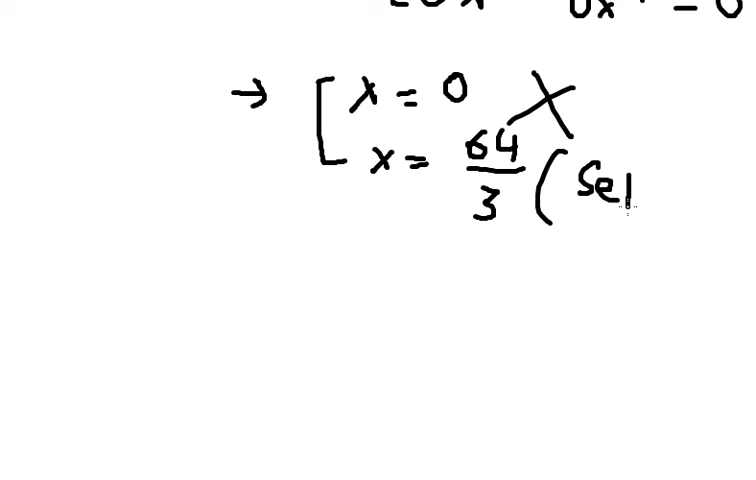 → [ x = 0 ╳
x = 64/3 (Sel